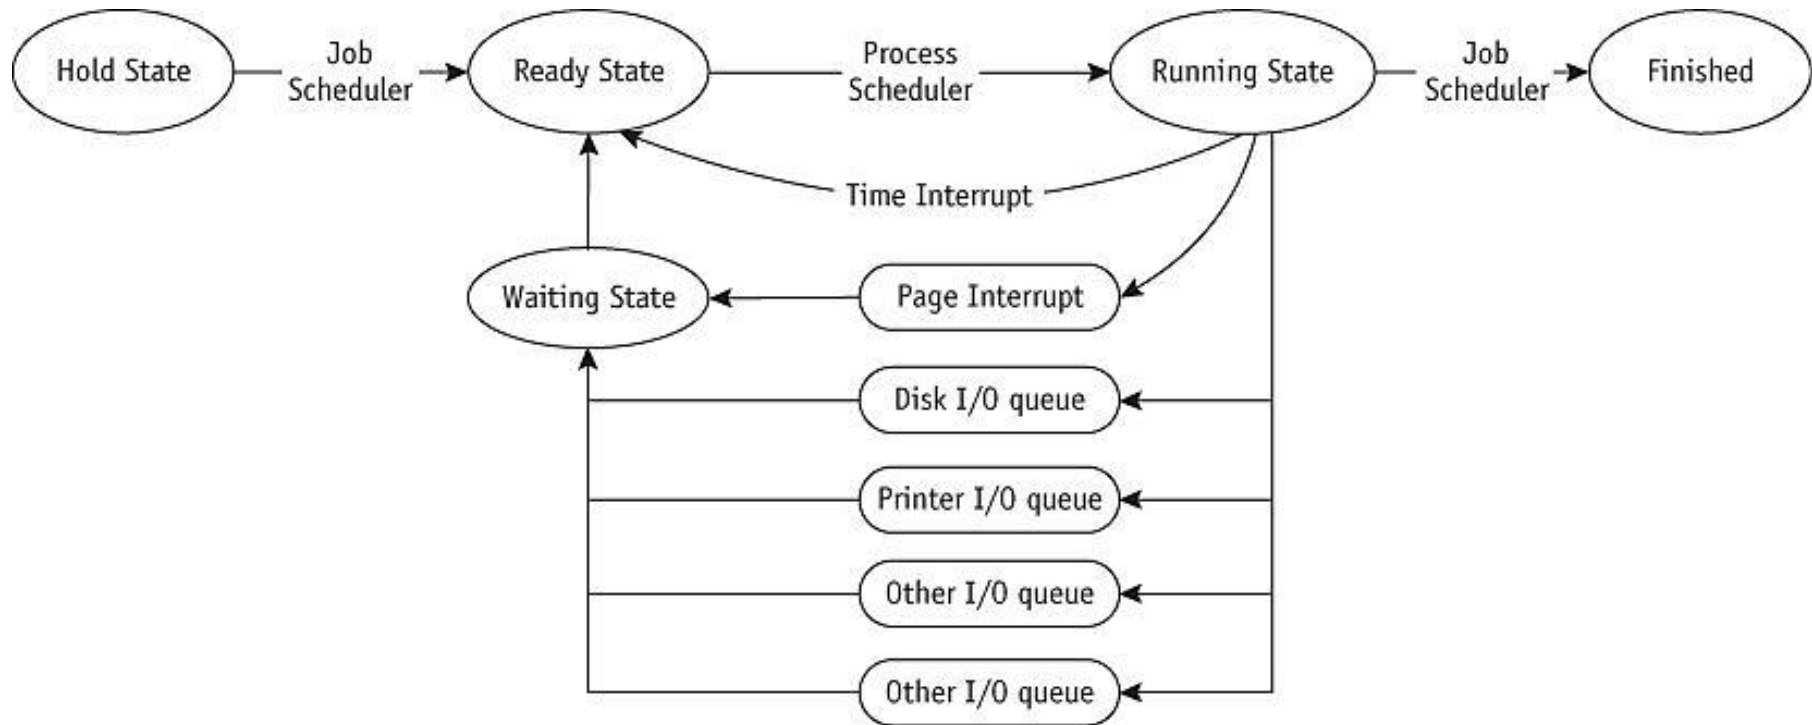 Hold State
Job
Scheduler
Ready State
Process
Scheduler
Running State
Job
Scheduler
Finished
Time Interrupt
Waiting State
Page Interrupt
Disk I/O queue
Printer I/O queue
Other I/O queue
Other I/O queue